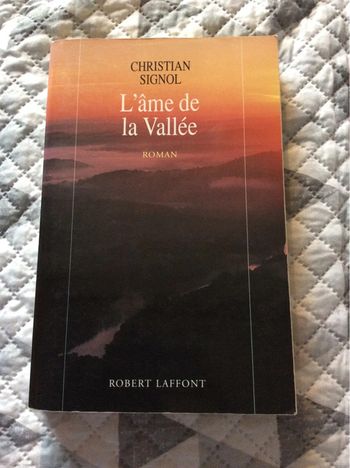 CHRISTIAN
SIGNOL
L'âme de
la Vallée
ROMAN
ROBERT LAFFONT